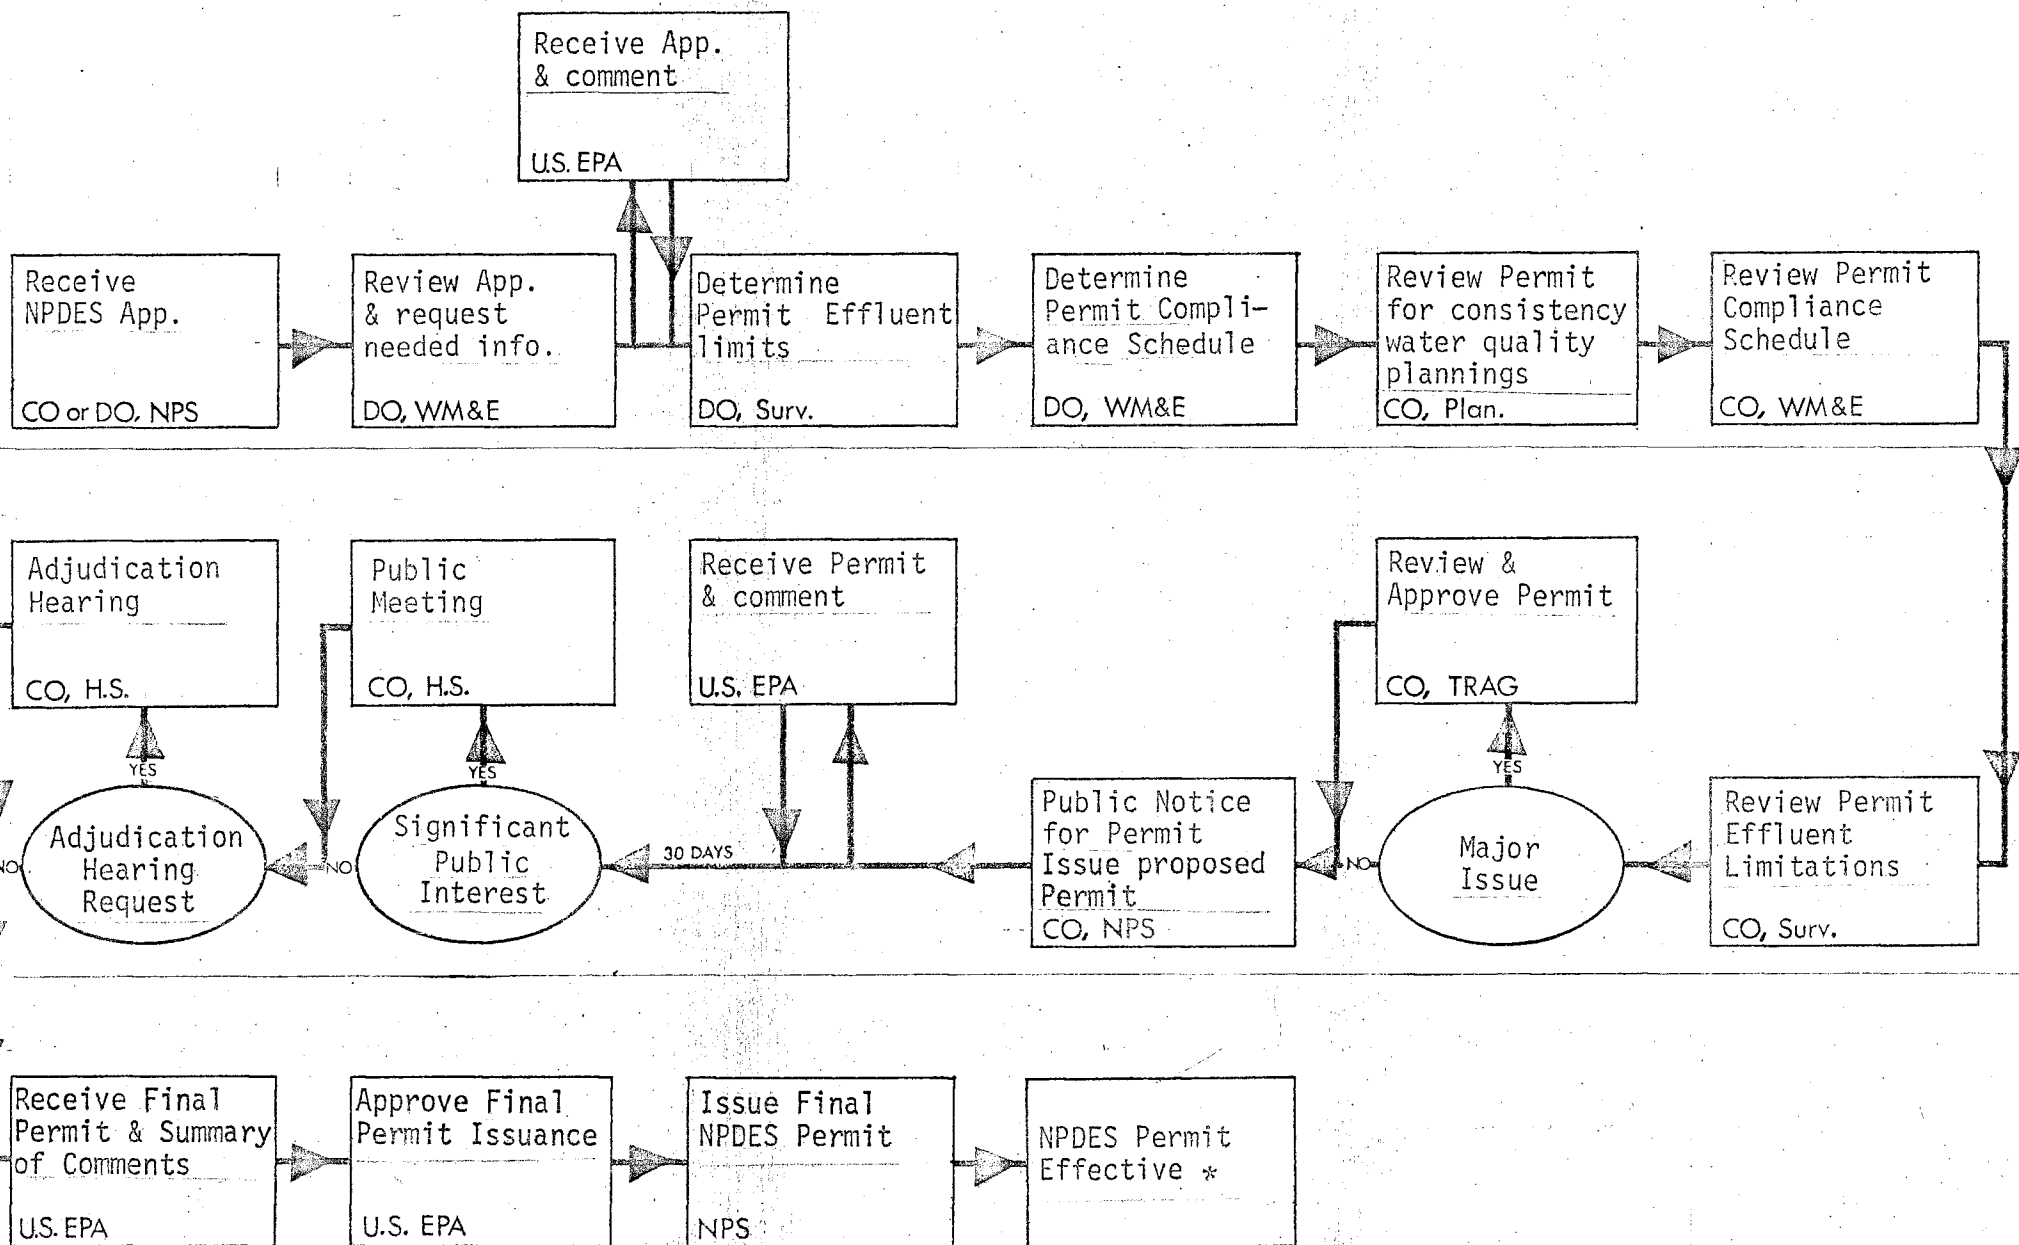 Receive App.
& comment
U.S. EPA
Receive
NPDES App.
CO or DO, NPS
Review App.
& request
needed info.
DO, WM&E
Determine
Permit Effluent
limits
DO, Surv.
Determine
Permit Compli-
ance Schedule
DO, WM&E
Review Permit
for consistency
water quality
plannings
CO, Plan.
Review Permit
Compliance
Schedule
CO, WM&E
Adjudication
Hearing
CO, H.S.
Public
Meeting
CO, H.S.
Receive Permit
& comment
U.S. EPA
Review &
Approve Permit
CO, TRAG
YES
YES
YES
NO
Adjudication
Hearing
Request
NO
Significant
Public
Interest
30 DAYS
Public Notice
for Permit
Issue proposed
Permit
CO, NPS
NO
Major
Issue
Review Permit
Effluent
Limitations
CO, Surv.
Receive Final
Permit & Summary
of Comments
U.S. EPA
Approve Final
Permit Issuance
U.S. EPA
Issue Final
NPDES Permit
NPS
NPDES Permit
Effective *